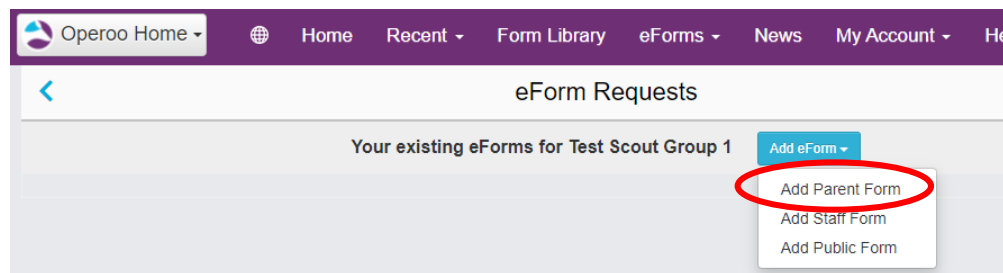 Operoo Home Home Recent Form Library eForms News My Account He
eForm Requests
Your existing eForms for Test Scout Group 1 Add eForm
Add Parent Form
Add Staff Form
Add Public Form